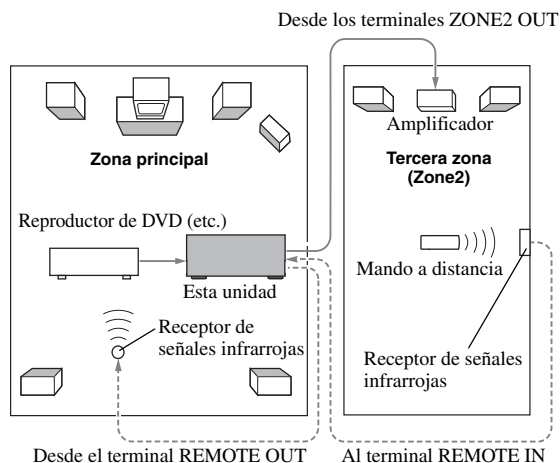 Desde los terminales ZONE2 OUT
Zona principal
Amplificador
Tercera zona
(Zone2)
Reproductor de DVD (etc.)
Esta unidad
Mando a distancia
Receptor de
señales infrarrojas
Receptor de señales
infrarrojas
Desde el terminal REMOTE OUT
Al terminal REMOTE IN